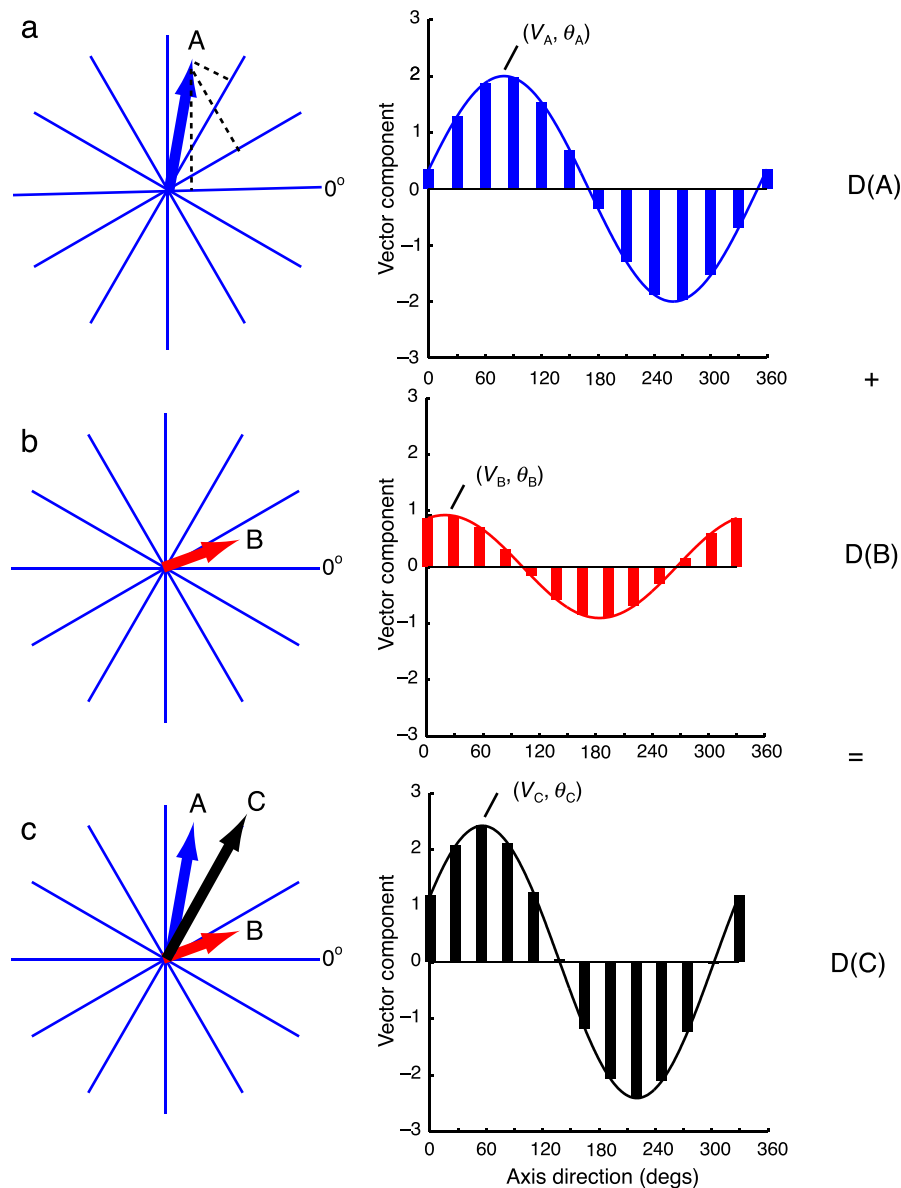 a
A
0º
(V_A, θ_A)
Vector component
3
2
1
0
–1
–2
–3
0 60 120 180 240 300 360
D(A)
+
b
B
0º
(V_B, θ_B)
Vector component
3
2
1
0
–1
–2
–3
0 60 120 180 240 300 360
D(B)
=
c
A
C
B
0º
(V_C, θ_C)
Vector component
3
2
1
0
–1
–2
–3
0 60 120 180 240 300 360
Axis direction (degs)
D(C)